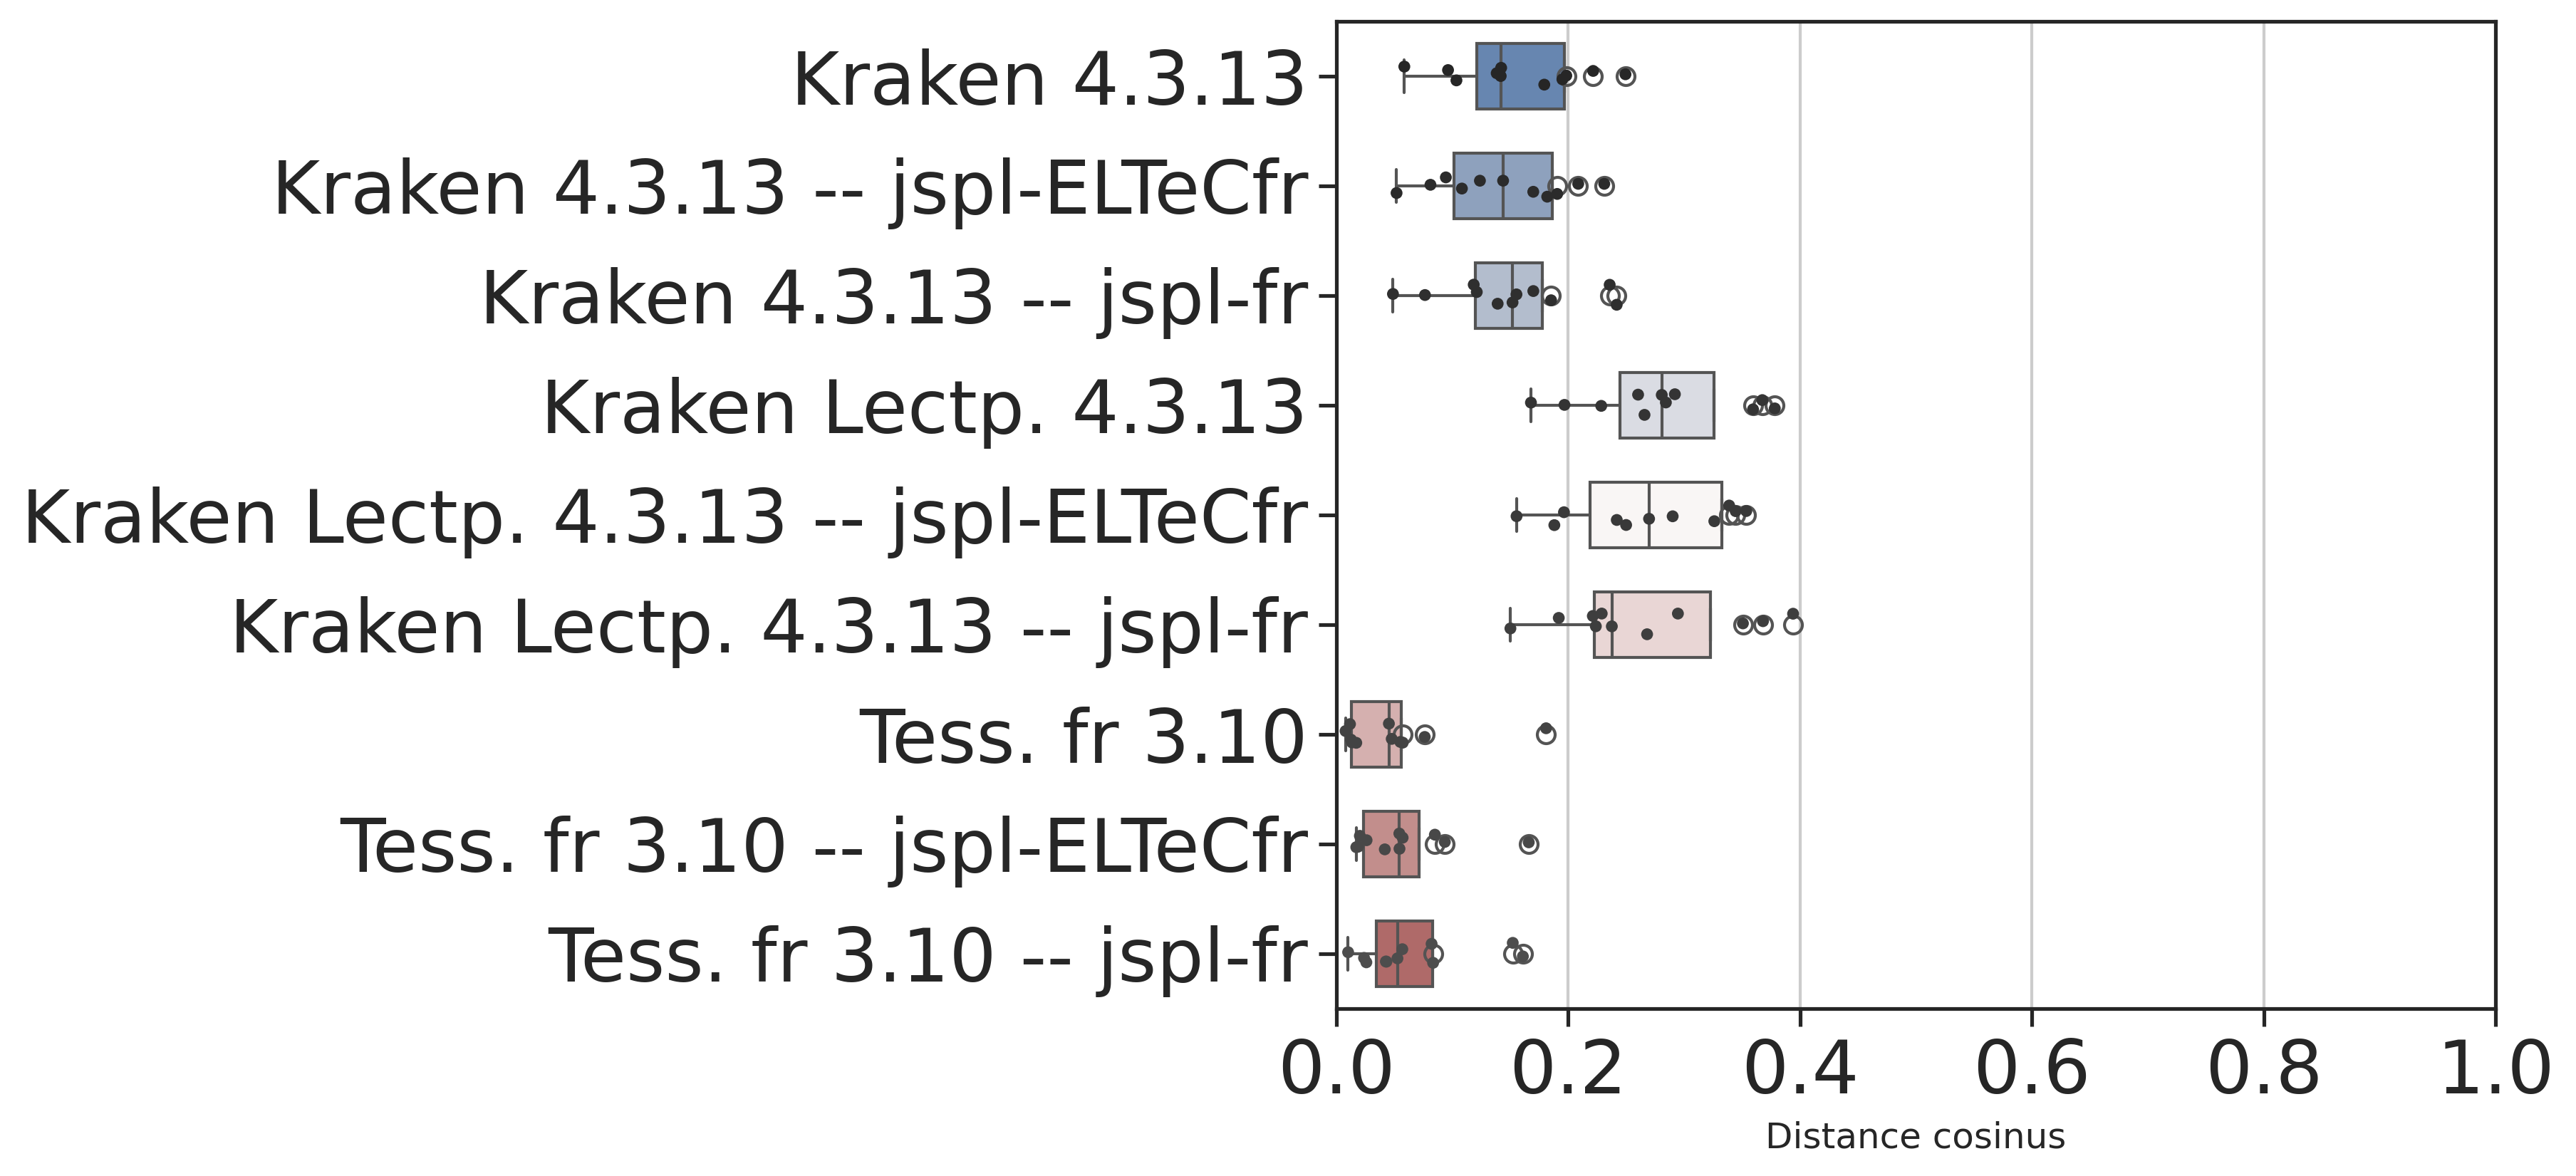 Kraken 4.3.13
Kraken 4.3.13 -- jspl-ELTeCfr
Kraken 4.3.13 -- jspl-fr
Kraken Lectp. 4.3.13
Kraken Lectp. 4.3.13 -- jspl-ELTeCfr
Kraken Lectp. 4.3.13 -- jspl-fr
Tess. fr 3.10
Tess. fr 3.10 -- jspl-ELTeCfr
Tess. fr 3.10 -- jspl-fr
0.0 0.2 0.4 0.6 0.8 1.0
Distance cosinus